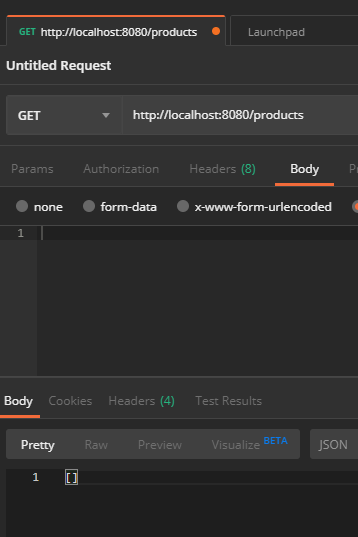 GET http://localhost:8080/products Launchpad
Untitled Request
GET http://localhost:8080/products
Params Authorization Headers (8) Body
none form-data x-www-form-urlencoded
1
Body Cookies Headers (4) Test Results
Pretty Raw Preview Visualize BETA JSON
1 []